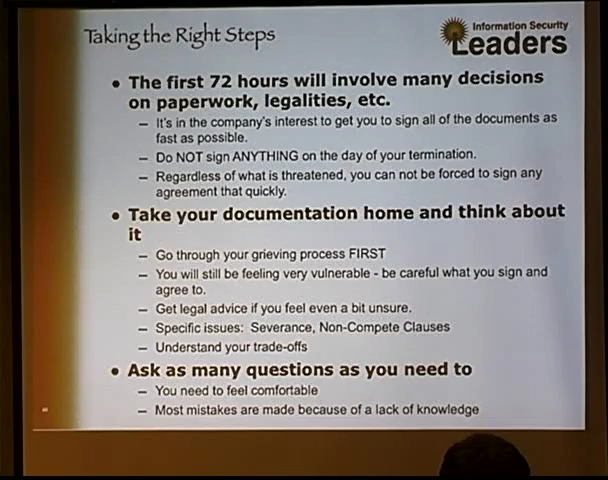 Taking the Right Steps
Information Security
Leaders
• The first 72 hours will involve many decisions
on paperwork, legalities, etc.
– It's in the company's interest to get you to sign all of the documents as
fast as possible.
– Do NOT sign ANYTHING on the day of your termination.
– Regardless of what is threatened, you can not be forced to sign any
agreement that quickly.
• Take your documentation home and think about
it
– Go through your grieving process FIRST
– You will still be feeling very vulnerable - be careful what you sign and
agree to.
– Get legal advice if you feel even a bit unsure.
– Specific issues: Severance, Non-Compete Clauses
– Understand your trade-offs
• Ask as many questions as you need to
– You need to feel comfortable
– Most mistakes are made because of a lack of knowledge